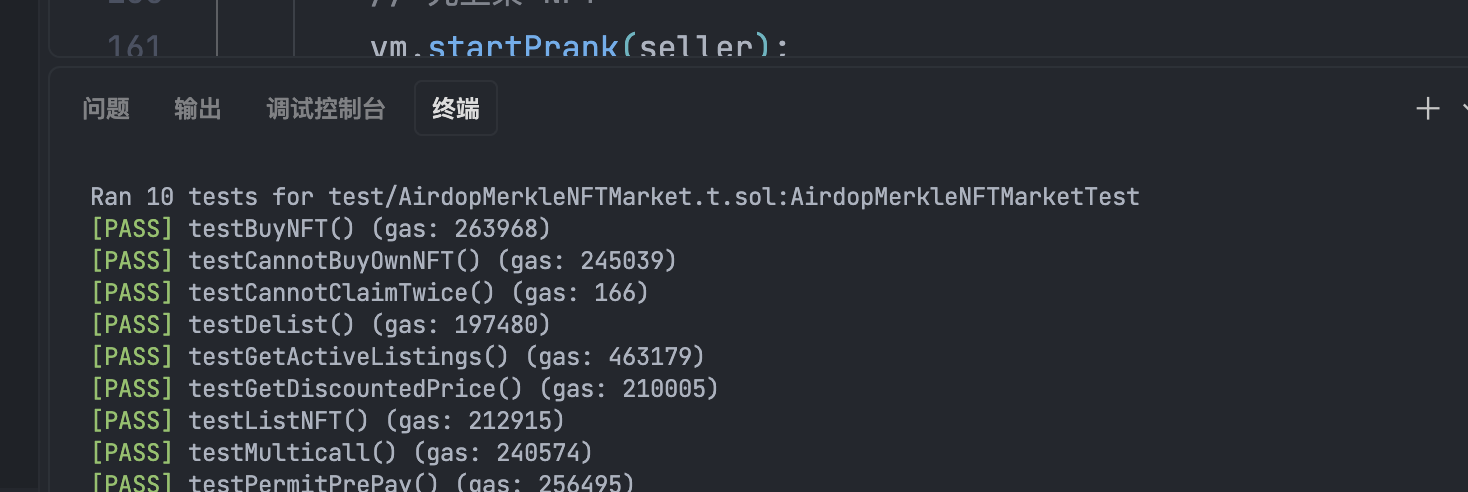 161 vm.startPrank(seller);
问题 输出 调试控制台 终端
Ran 10 tests for test/AirdopMerkleNFTMarket.t.sol:AirdopMerkleNFTMarketTest
[PASS] testBuyNFT() (gas: 263968)
[PASS] testCannotBuyOwnNFT() (gas: 245039)
[PASS] testCannotClaimTwice() (gas: 166)
[PASS] testDelist() (gas: 197480)
[PASS] testGetActiveListings() (gas: 463179)
[PASS] testGetDiscountedPrice() (gas: 210005)
[PASS] testListNFT() (gas: 212915)
[PASS] testMulticall() (gas: 240574)
[PASS] testPermitPrePay() (gas: 256495)